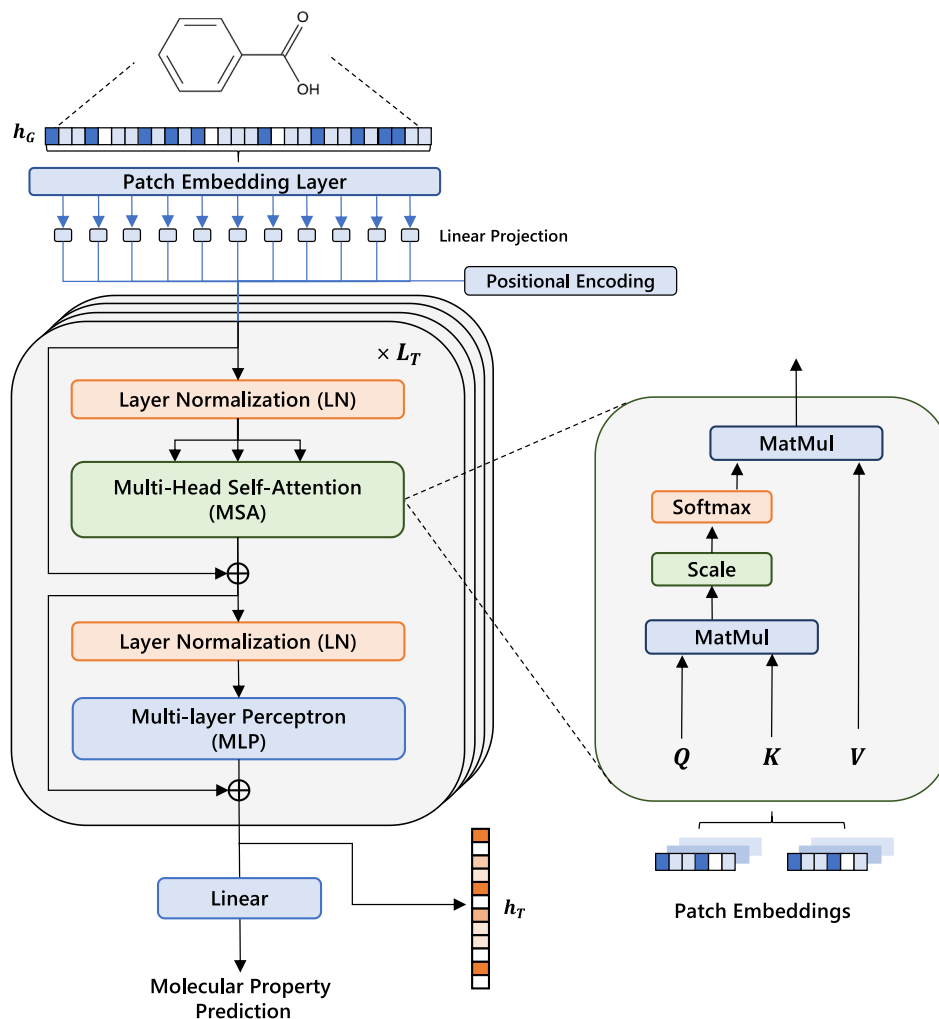 O
OH
h_G
Patch Embedding Layer
Linear Projection
Positional Encoding
× L_T
Layer Normalization (LN)
Multi-Head Self-Attention
(MSA)
Layer Normalization (LN)
Multi-layer Perceptron
(MLP)
Linear
h_T
Molecular Property
Prediction
MatMul
Softmax
Scale
MatMul
Q K V
Patch Embeddings